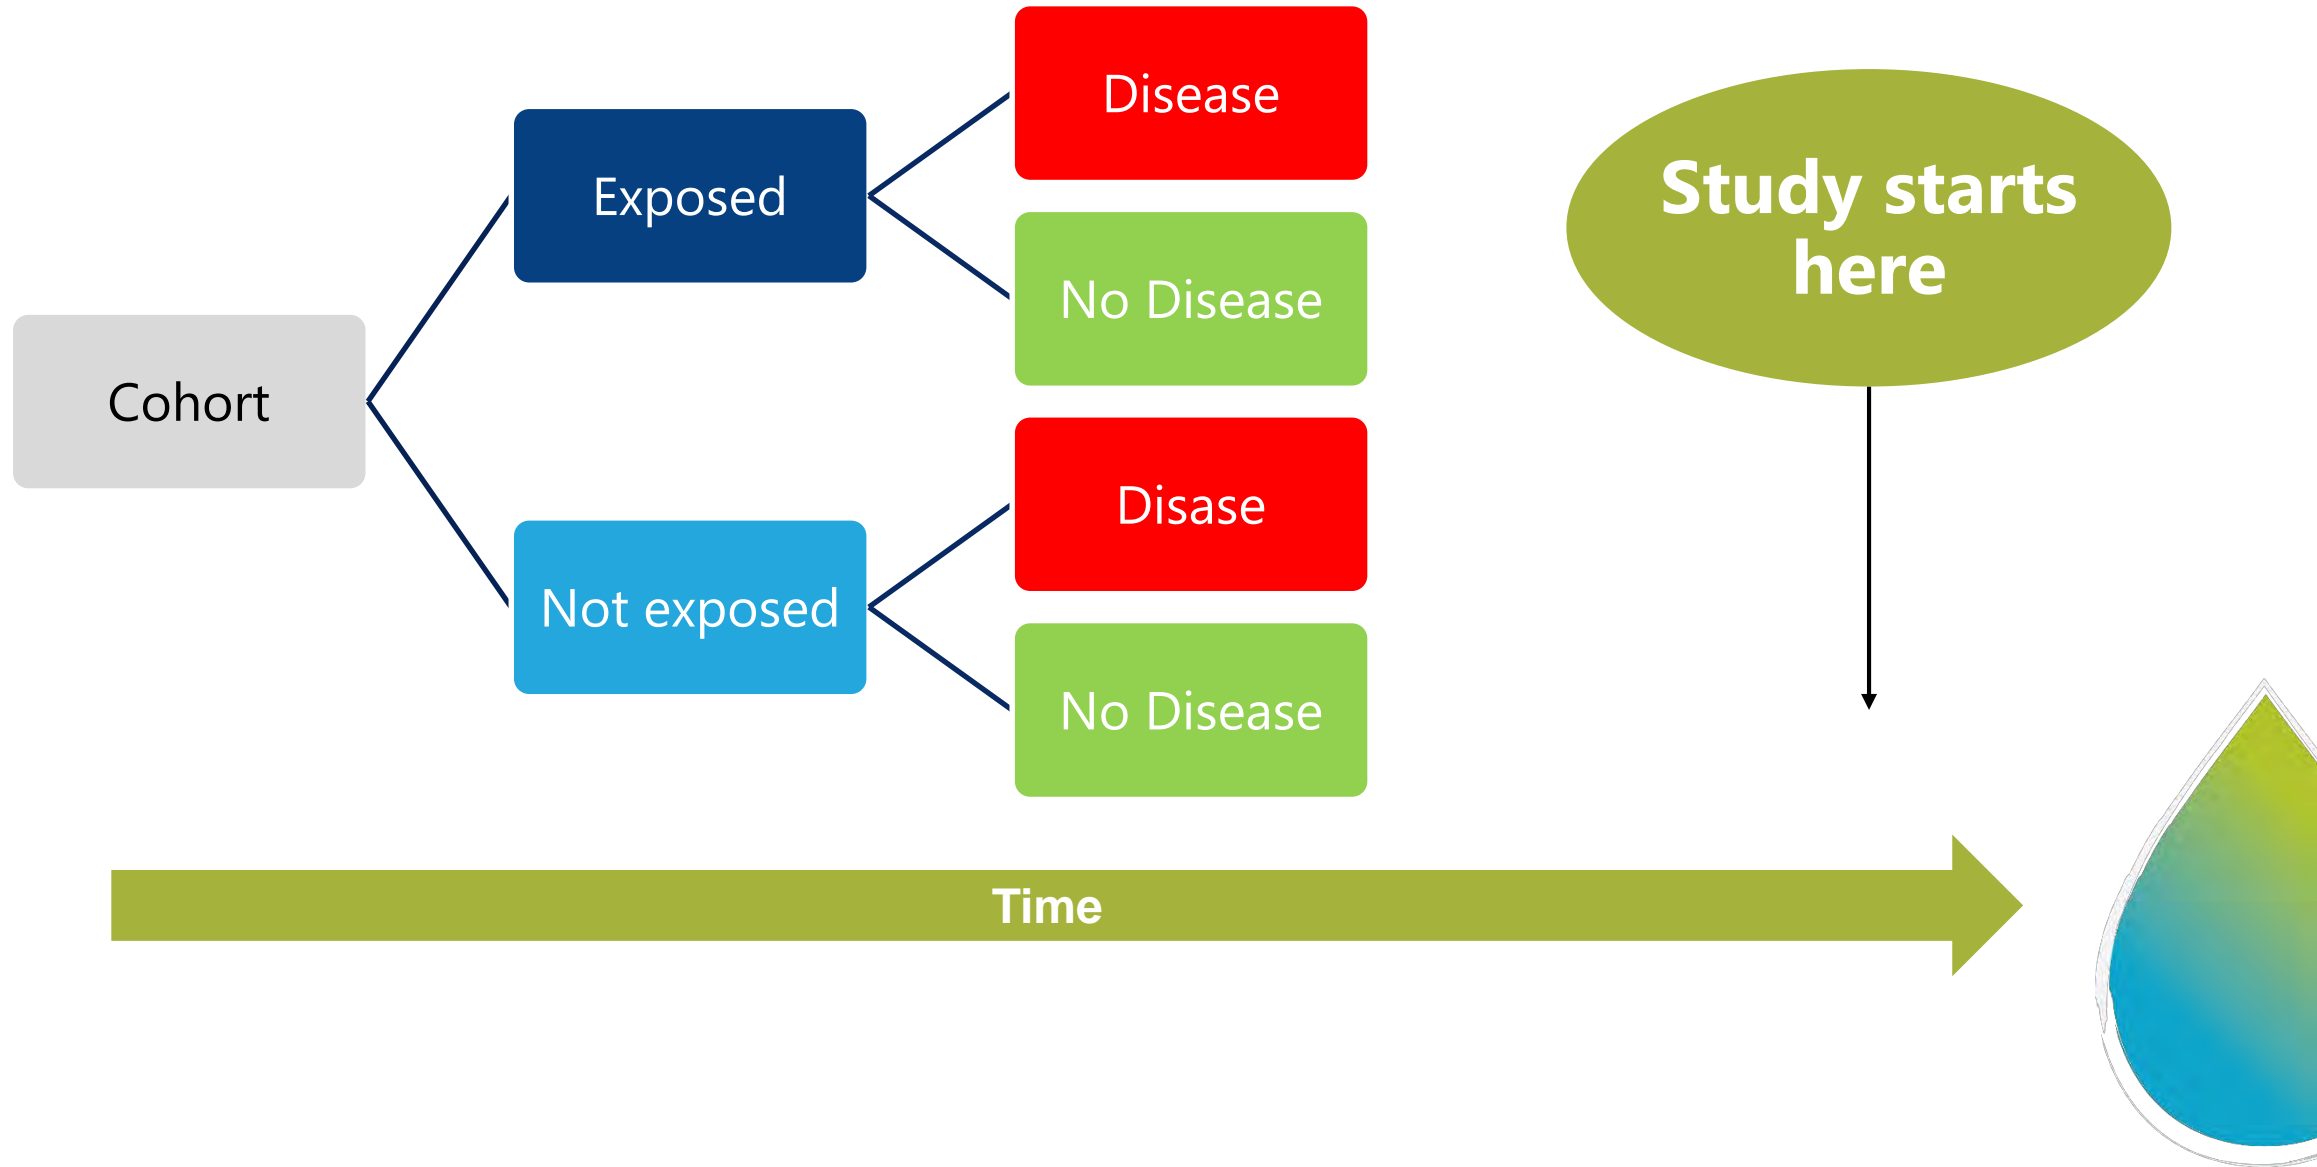 Cohort
Exposed
Not exposed
Disease
No Disease
Disase
No Disease
Study starts
here
Time